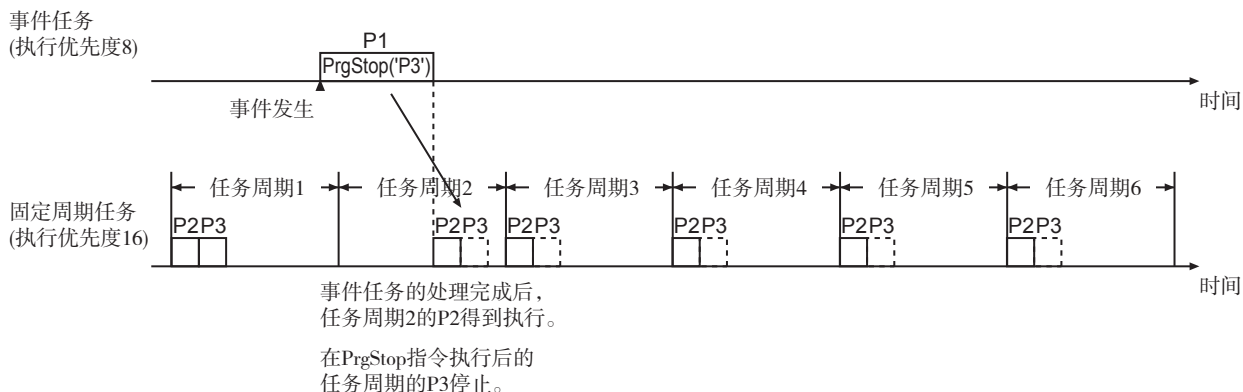 事件任务
(执行优先度8)
P1
PrgStop('P3')
事件发生
时间
任务周期1
任务周期2
任务周期3
任务周期4
任务周期5
任务周期6
固定周期任务
(执行优先度16)
P2P3
P2P3
P2P3
P2P3
P2P3
P2P3
时间
事件任务的处理完成后，
任务周期2的P2得到执行。
在PrgStop指令执行后的
任务周期的P3停止。